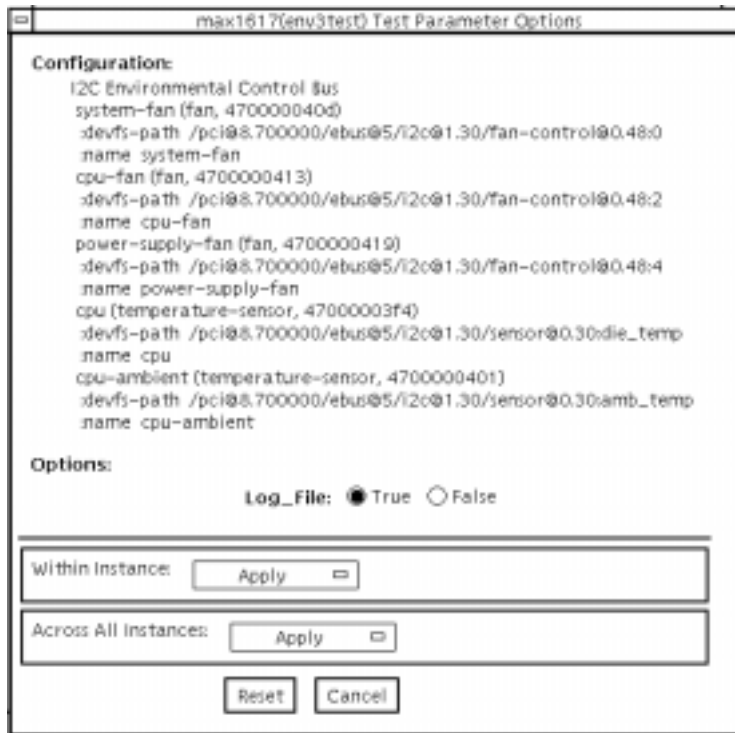 max1617(env3test) Test Parameter Options
Configuration:
I2C Environmental Control Bus
system-fan (fan, 470000040d)
:devfs-path /pci@8,700000/ebus@5/i2c@1,30/fan-control@0,48:0
:name system-fan
cpu-fan (fan, 4700000413)
:devfs-path /pci@8,700000/ebus@5/i2c@1,30/fan-control@0,48:2
:name cpu-fan
power-supply-fan (fan, 4700000419)
:devfs-path /pci@8,700000/ebus@5/i2c@1,30/fan-control@0,48:4
:name power-supply-fan
cpu (temperature-sensor, 47000003f4)
:devfs-path /pci@8,700000/ebus@5/i2c@1,30/sensor@0,30:die_temp
:name cpu
cpu-ambient (temperature-sensor, 4700000401)
:devfs-path /pci@8,700000/ebus@5/i2c@1,30/sensor@0,30:amb_temp
:name cpu-ambient
Options:
Log_File: True False
Within Instance: Apply
Across All Instances: Apply
Reset Cancel